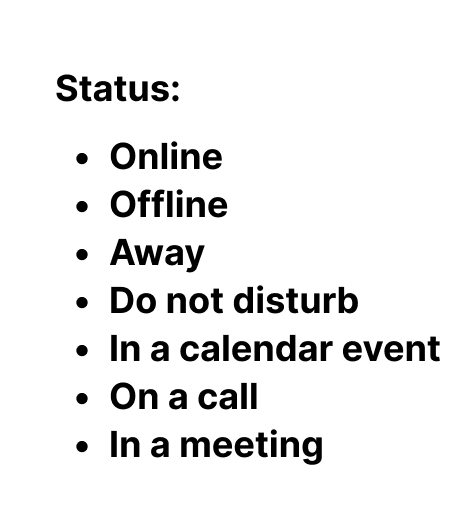 Status:
• Online
• Offline
• Away
• Do not disturb
• In a calendar event
• On a call
• In a meeting